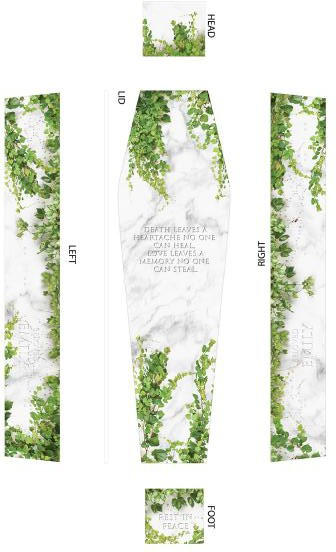 HEAD
LID
DEATH LEAVES A
HEARTACHE NO ONE
CAN HEAL,
LOVE LEAVES A
MEMORY NO ONE
CAN STEAL.
LEFT
RIGHT
EMILY
FOOT
REST IN
PEACE